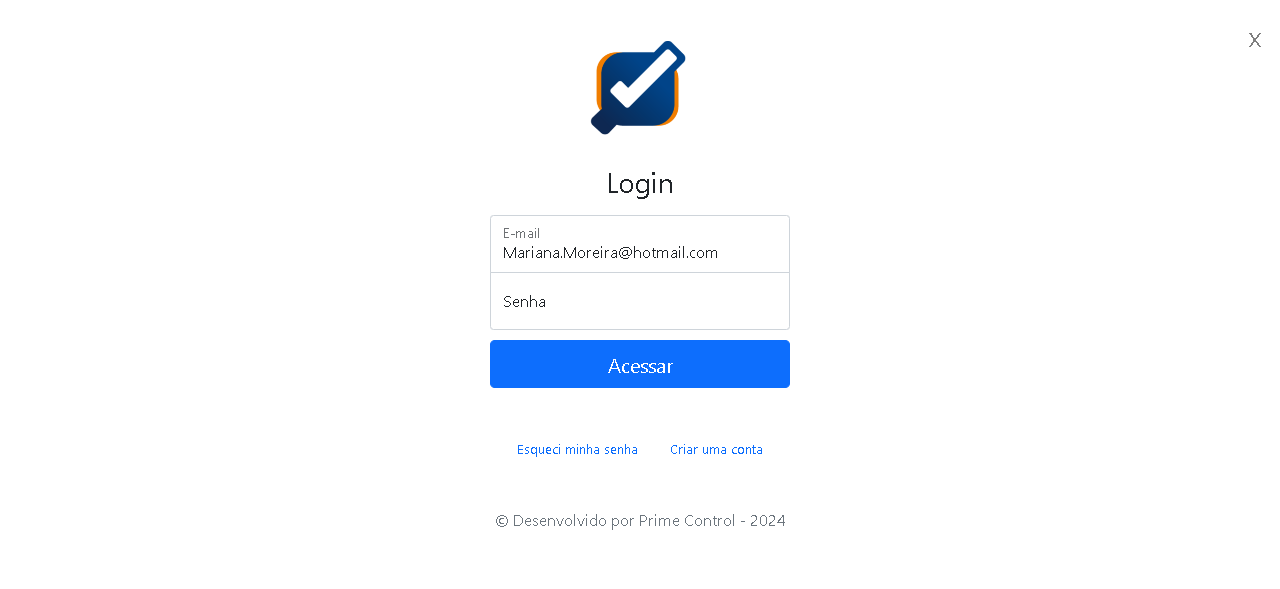 X
Login
E-mail
Mariana.Moreira@hotmail.com
Senha
Acessar
Esqueci minha senha Criar uma conta
© Desenvolvido por Prime Control - 2024